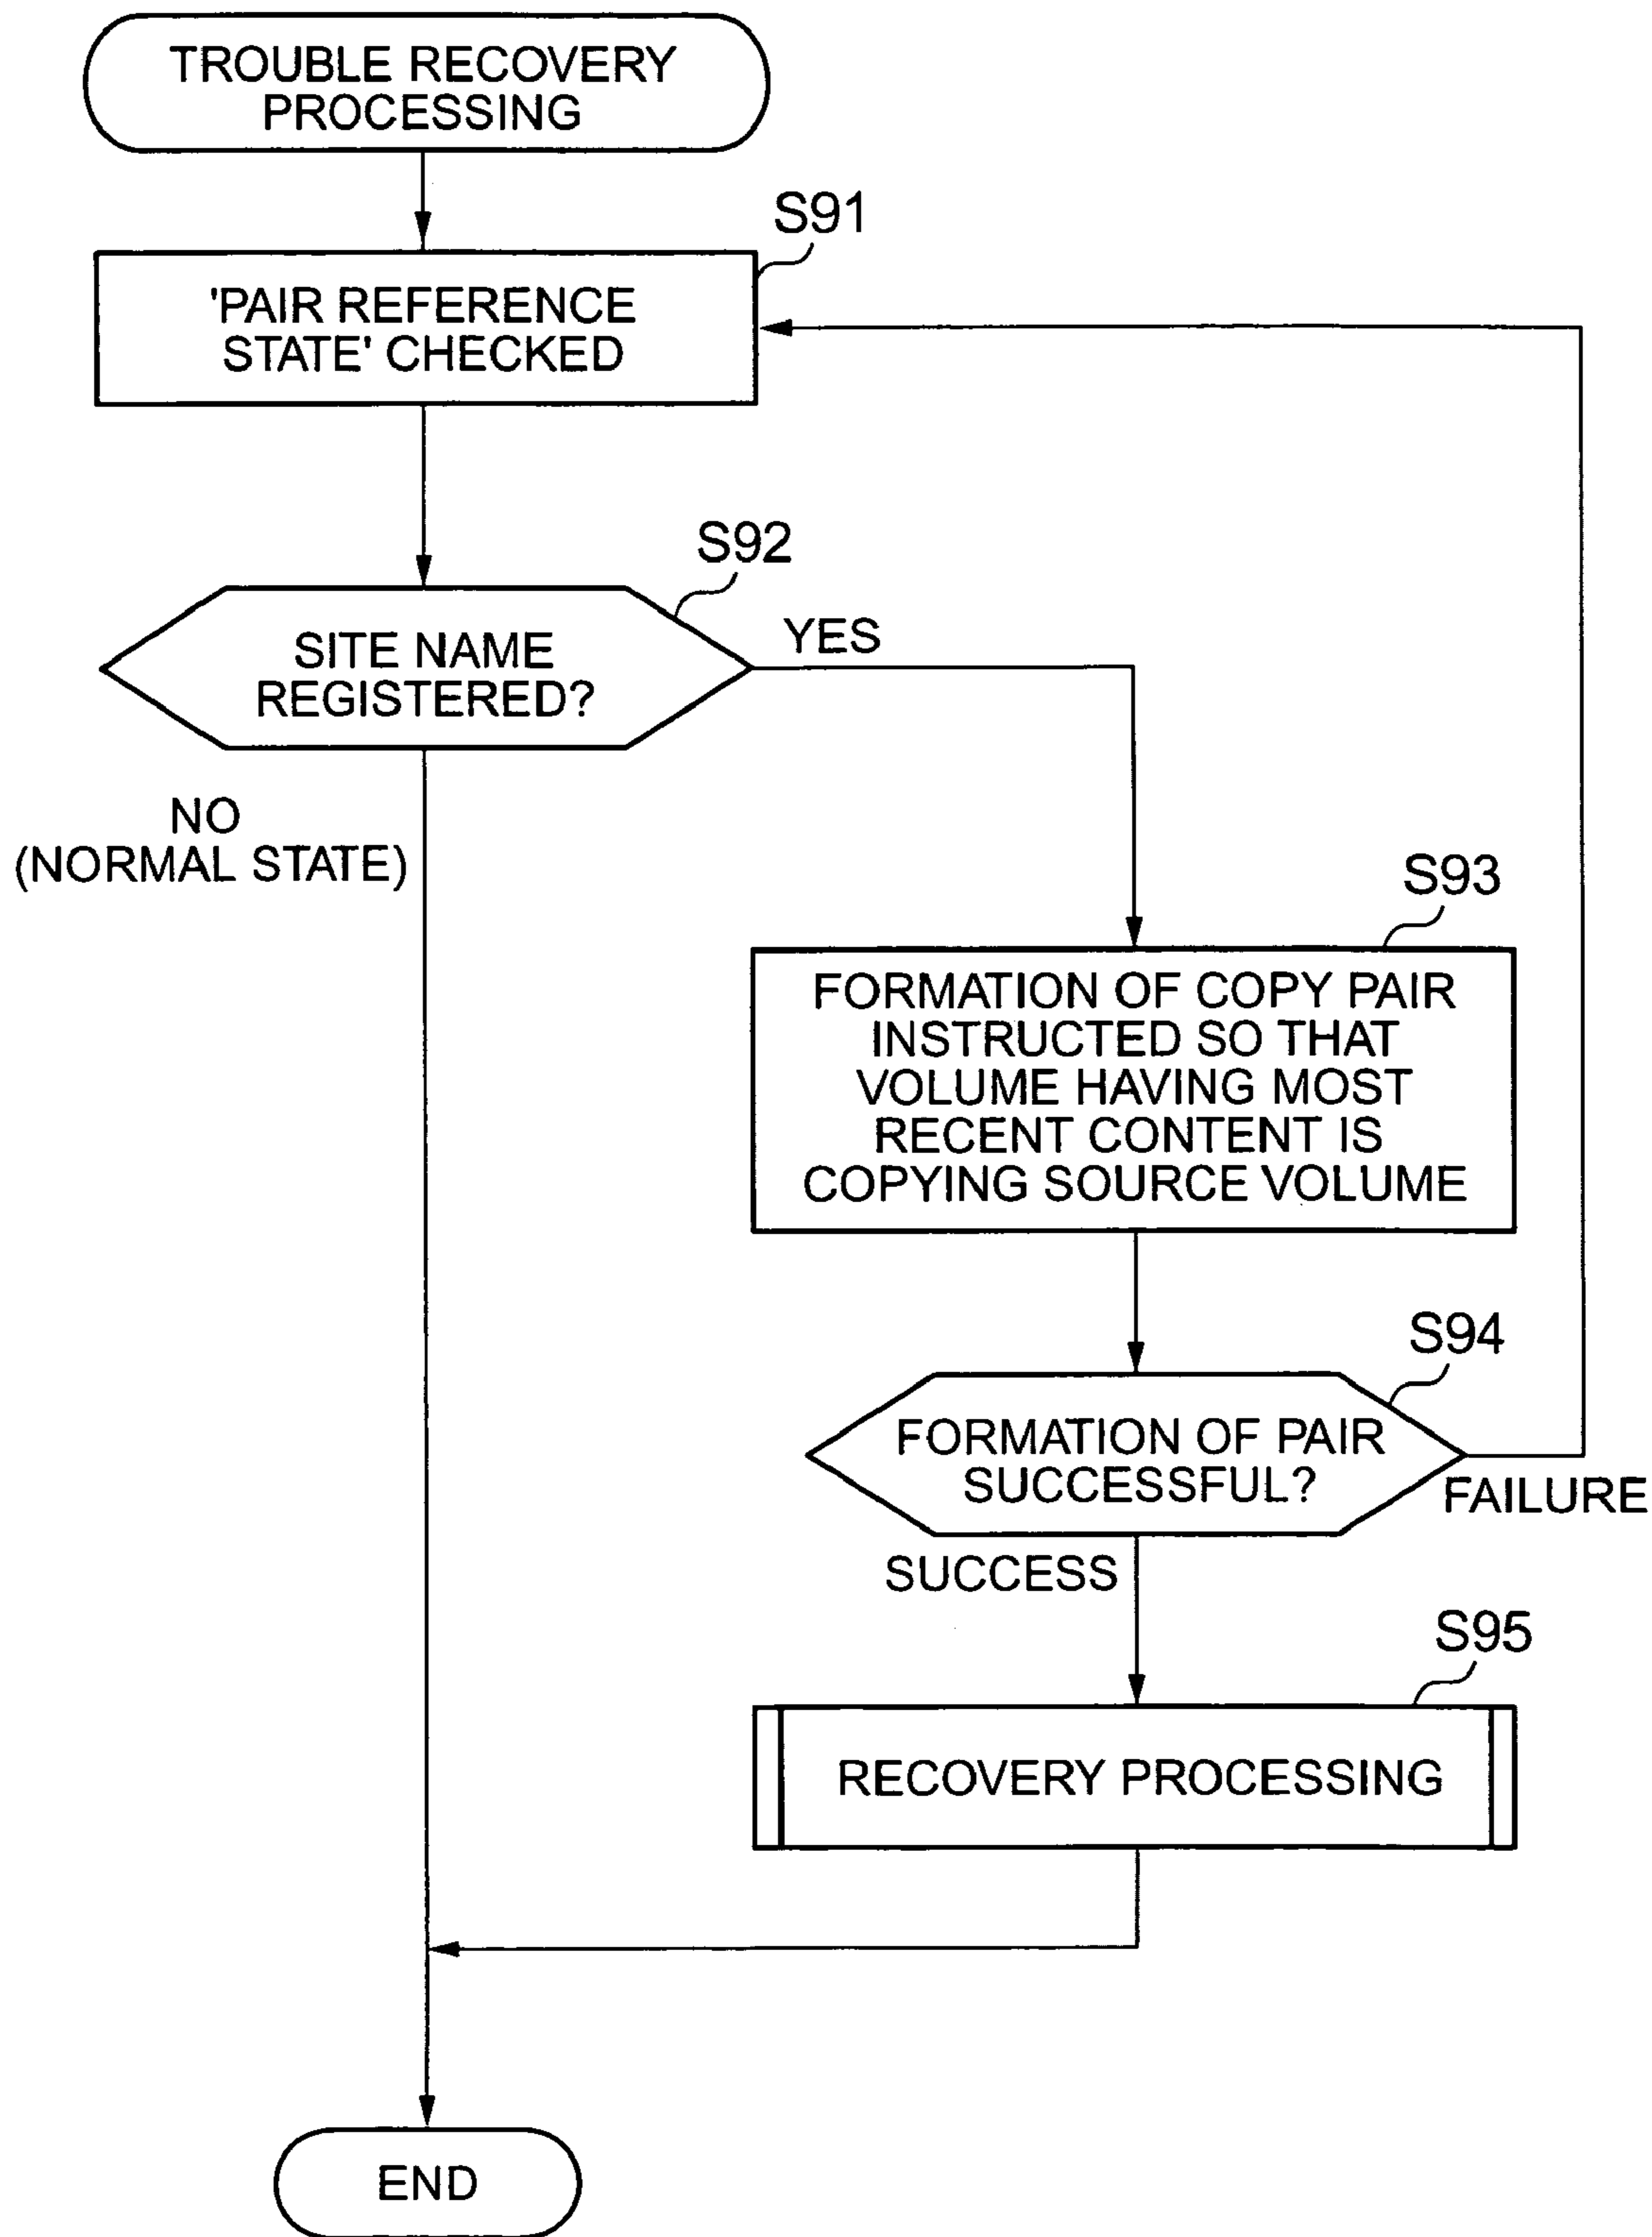 TROUBLE RECOVERY
PROCESSING
S91
'PAIR REFERENCE
STATE' CHECKED
S92
SITE NAME
REGISTERED?
YES
NO
(NORMAL STATE)
S93
FORMATION OF COPY PAIR
INSTRUCTED SO THAT
VOLUME HAVING MOST
RECENT CONTENT IS
COPYING SOURCE VOLUME
S94
FORMATION OF PAIR
SUCCESSFUL?
FAILURE
SUCCESS
S95
RECOVERY PROCESSING
END